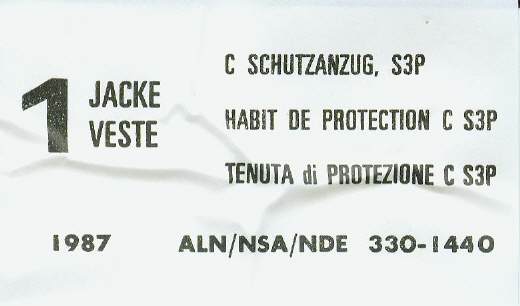 1 JACKE
VESTE
C SCHUTZANZUG, S3P
HABIT DE PROTECTION C S3P
TENUTA di PROTEZIONE C S3P
1987 ALN/NSA/NDE 330-1440